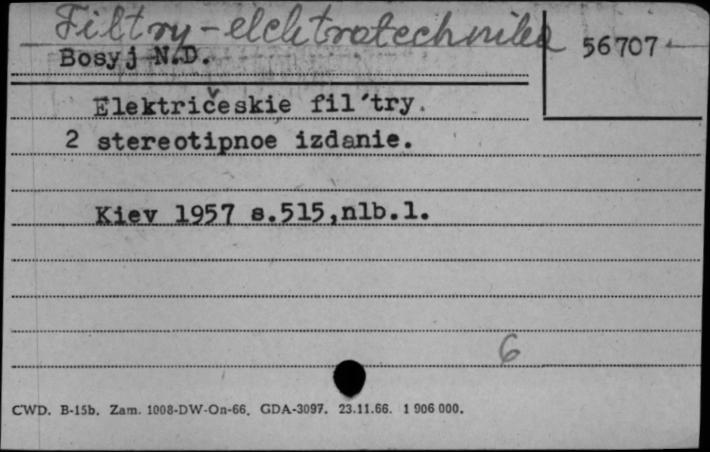 Filtry - elektrotechnika
56707
Bosyj N.D.
Električeskie fil'try.
2 stereotipnoe izdanie.
Kiev 1957 s.515,nlb.l.
6
CWD. B-15b. Zam. 1008-DW-On-66. GDA-3097. 23.11.66. 1 906 000.